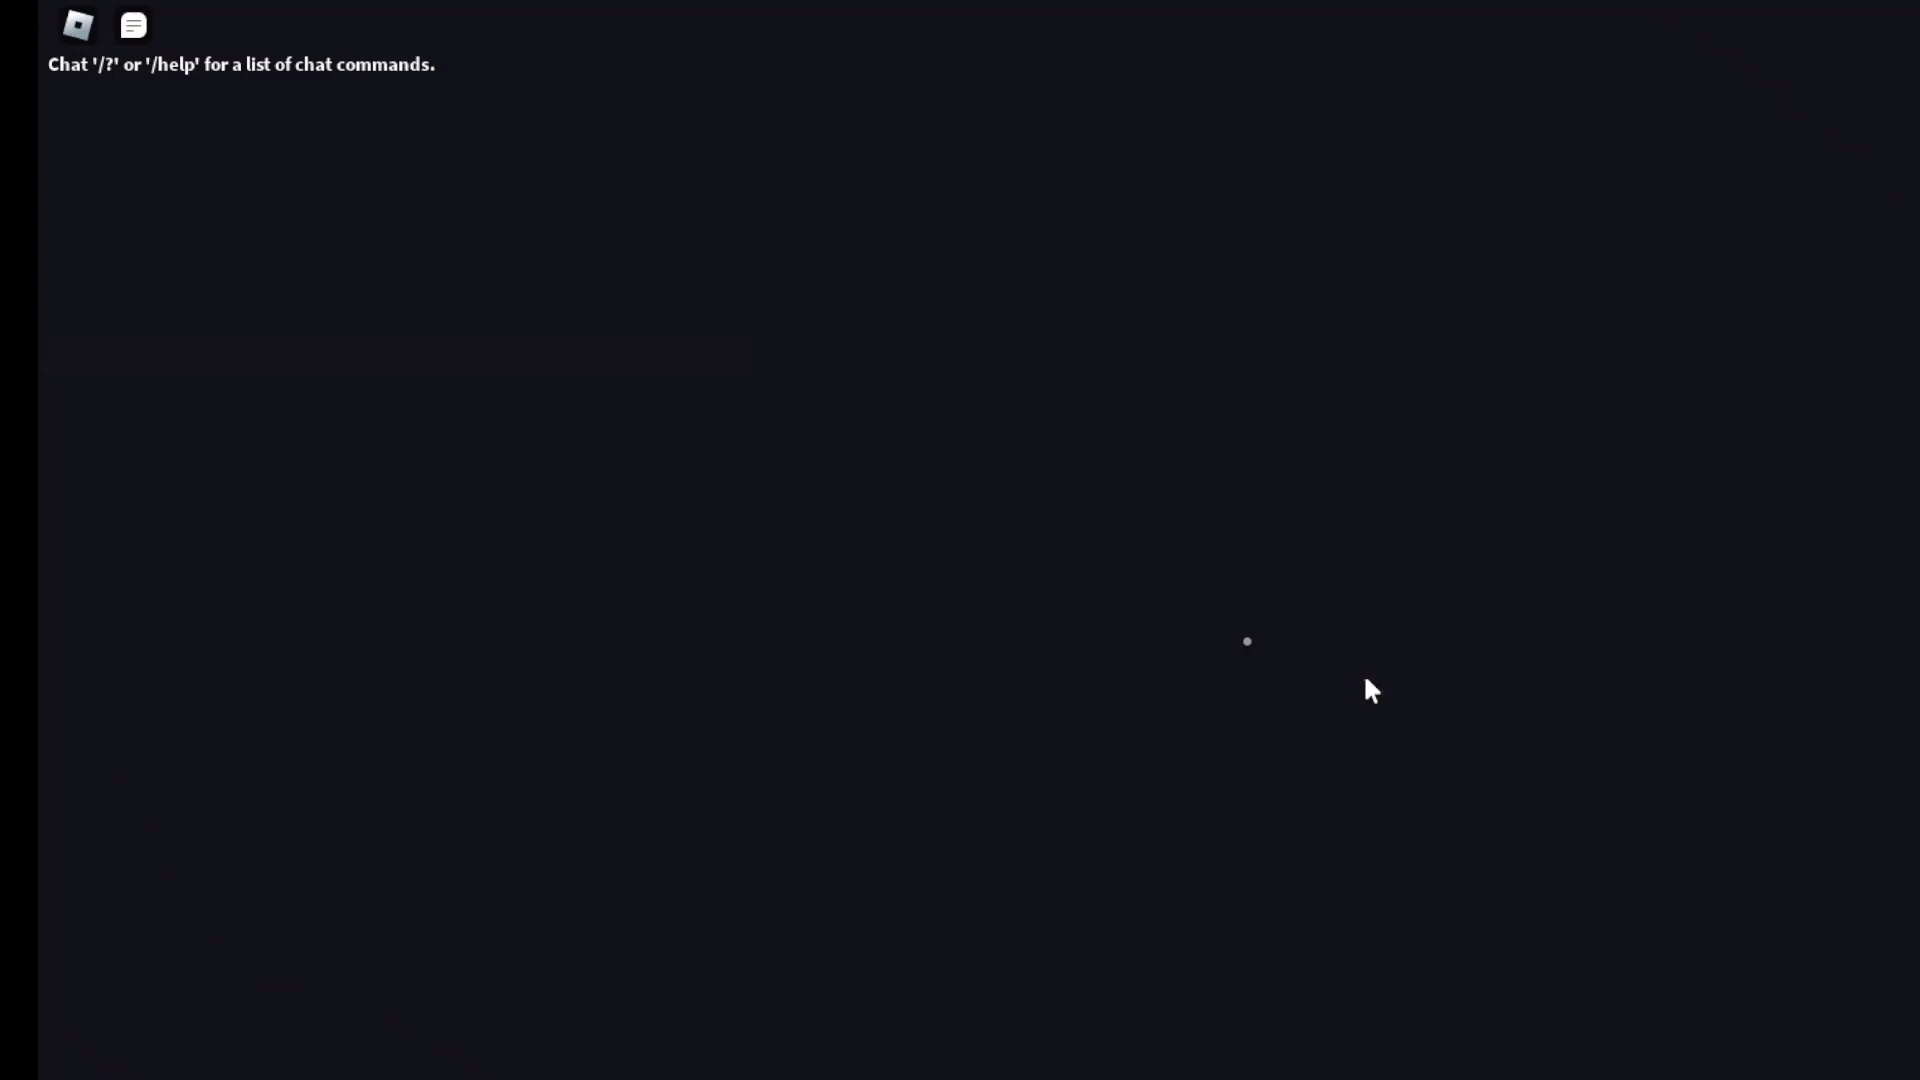 Chat '/?' or '/help' for a list of chat commands.